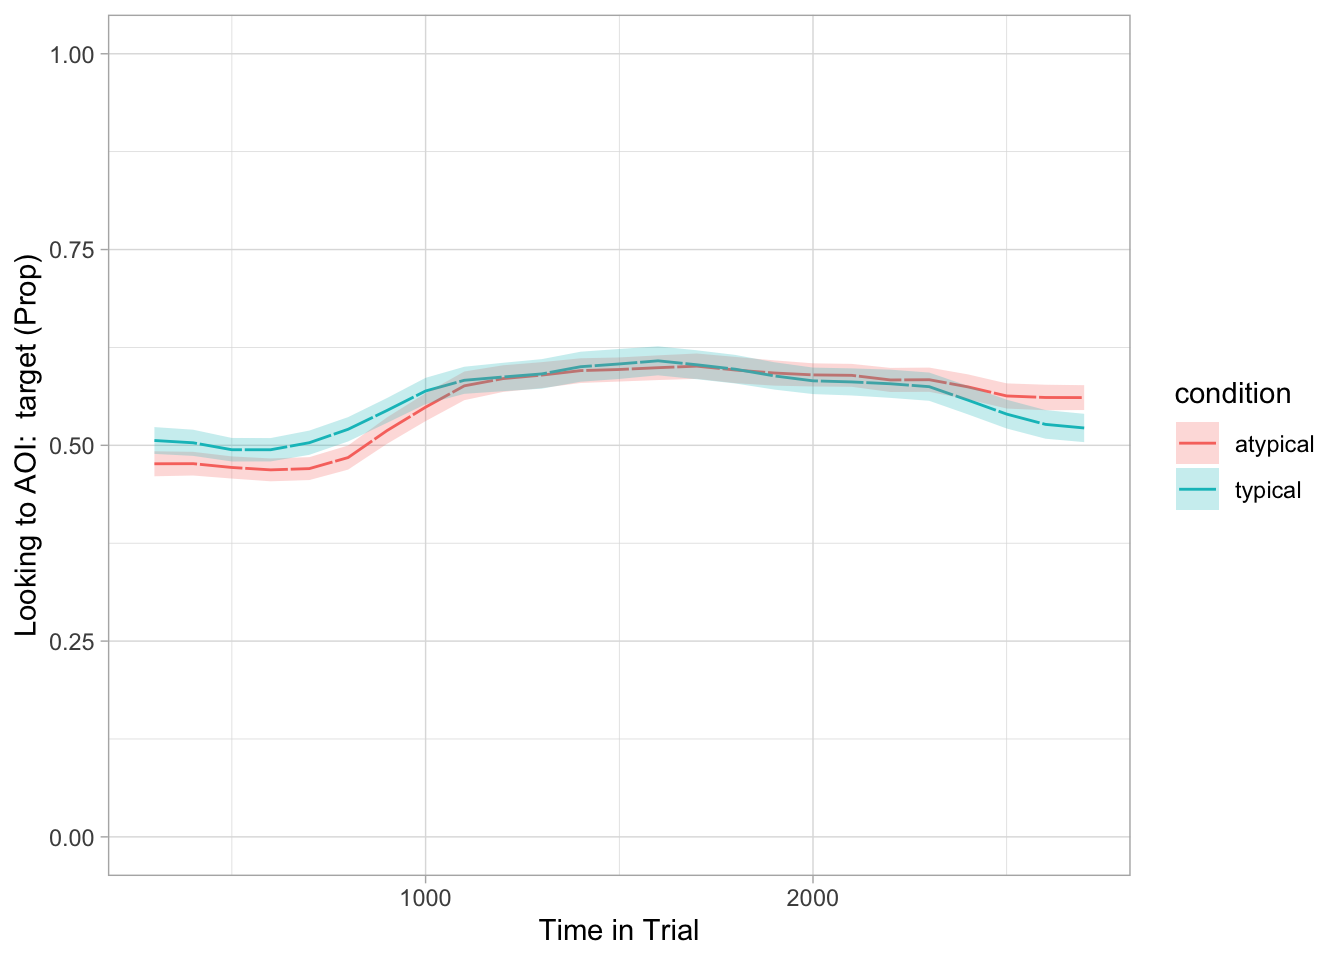 1.00
0.75
0.50
0.25
0.00
Looking to AOI:  target (Prop)
1000
2000
Time in Trial
condition
atypical
typical